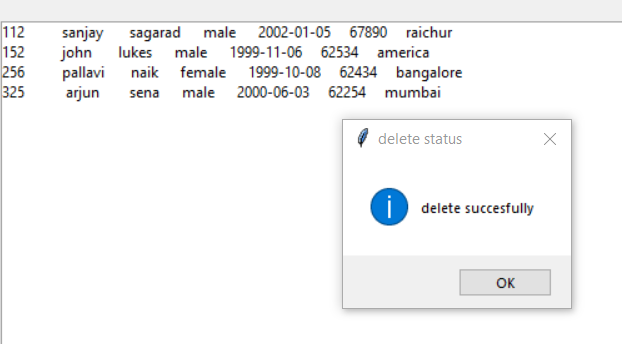 112 sanjay sagarad male 2002-01-05 67890 raichur
152 john lukes male 1999-11-06 62534 america
256 pallavi naik female 1999-10-08 62434 bangalore
325 arjun sena male 2000-06-03 62254 mumbai
delete status
delete succesfully
OK